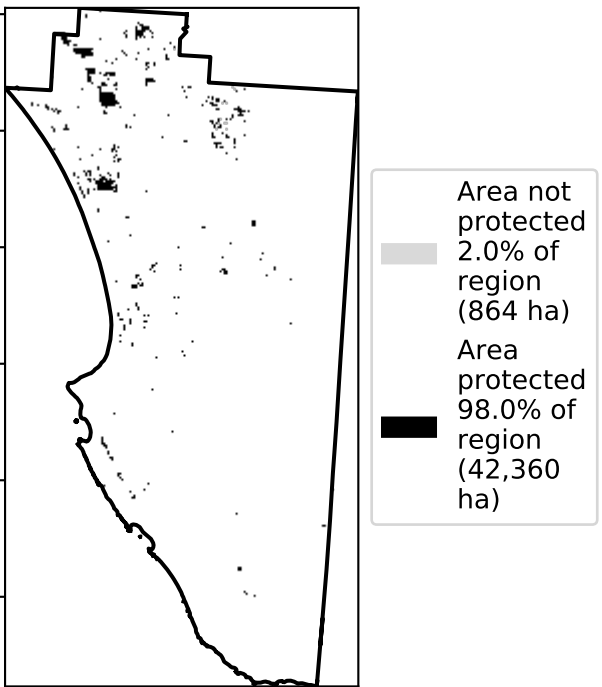 Area not
protected
2.0% of
region
(864 ha)
Area
protected
98.0% of
region
(42,360
ha)